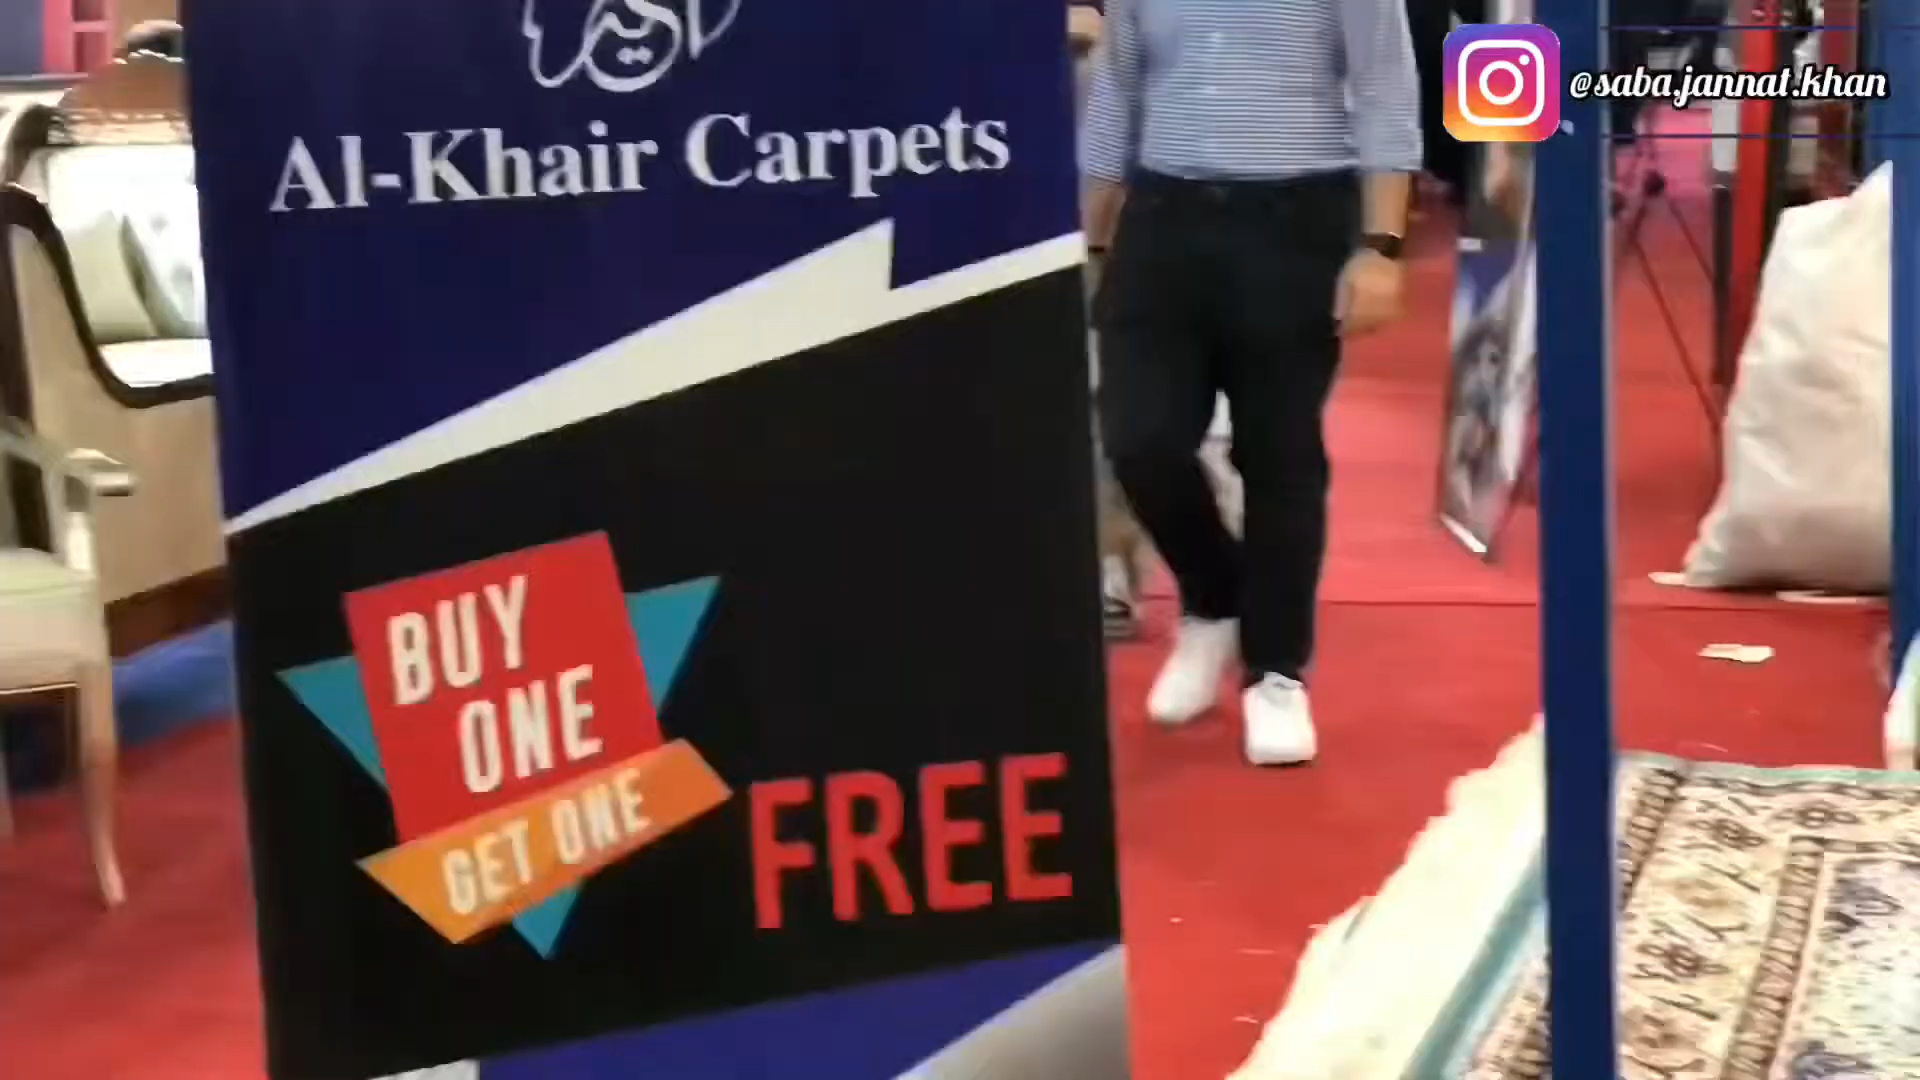 @saba.jannat.khan
Al-Khair Carpets
BUY
ONE
GET ONE
FREE